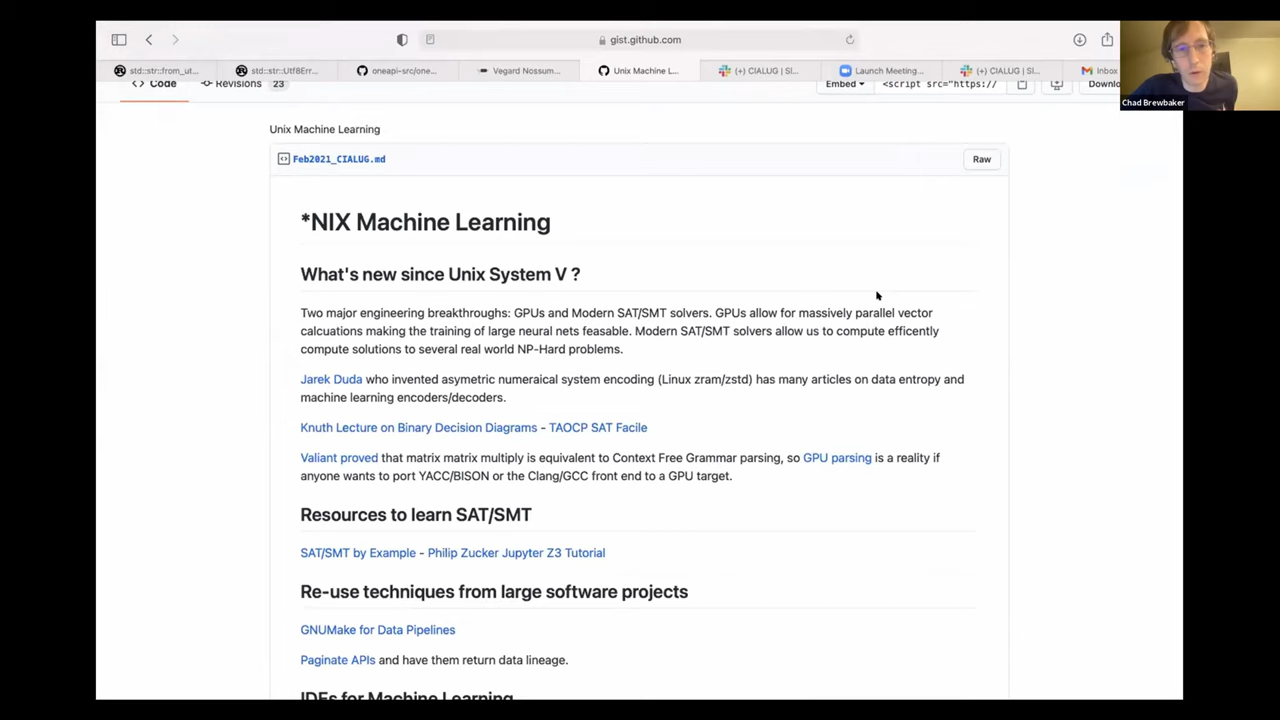 gist.github.com
std::str::from_ut...
std::str::Utf8Err...
oneapi-src/one...
Vegard Nossum...
Unix Machine L...
(+) CIALUG | Sl...
Launch Meeting...
(+) CIALUG | Sl...
Inbox
Chad Brewbaker
Code
Revisions 23
Embed
<script src="https://
Downlo
Unix Machine Learning
Feb2021_CIALUG.md
Raw
*NIX Machine Learning
What's new since Unix System V ?
Two major engineering breakthroughs: GPUs and Modern SAT/SMT solvers. GPUs allow for massively parallel vector
calcuations making the training of large neural nets feasable. Modern SAT/SMT solvers allow us to compute efficently
compute solutions to several real world NP-Hard problems.
Jarek Duda who invented asymetric numeraical system encoding (Linux zram/zstd) has many articles on data entropy and
machine learning encoders/decoders.
Knuth Lecture on Binary Decision Diagrams - TAOCP SAT Facile
Valiant proved that matrix matrix multiply is equivalent to Context Free Grammar parsing, so GPU parsing is a reality if
anyone wants to port YACC/BISON or the Clang/GCC front end to a GPU target.
Resources to learn SAT/SMT
SAT/SMT by Example - Philip Zucker Jupyter Z3 Tutorial
Re-use techniques from large software projects
GNUMake for Data Pipelines
Paginate APIs and have them return data lineage.
IDEs for Machine Learning